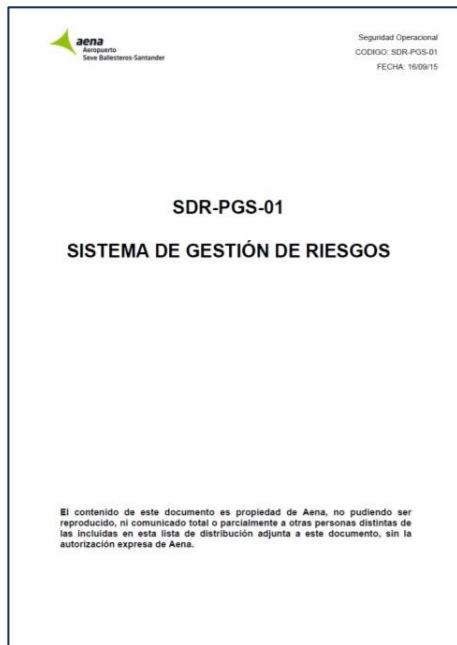 aena
Aeropuerto
Seve Ballesteros-Santander
Seguridad Operacional
CODIGO: SDR-PGS-01
FECHA: 16/09/15
SDR-PGS-01
SISTEMA DE GESTIÓN DE RIESGOS
El contenido de este documento es propiedad de Aena, no pudiendo ser
reproducido, ni comunicado total o parcialmente a otras personas distintas de
las incluidas en esta lista de distribución adjunta a este documento, sin la
autorización expresa de Aena.